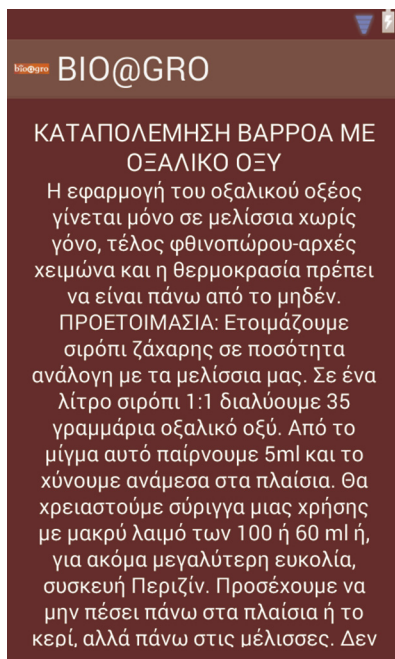 bio@gro BIO@GRO
ΚΑΤΑΠΟΛΕΜΗΣΗ ΒΑΡΡΟΑ ΜΕ
ΟΞΑΛΙΚΟ ΟΞΥ
Η εφαρμογή του οξαλικού οξέος
γίνεται μόνο σε μελίσσια χωρίς
γόνο, τέλος φθινοπώρου-αρχές
χειμώνα και η θερμοκρασία πρέπει
να είναι πάνω από το μηδέν.
ΠΡΟΕΤΟΙΜΑΣΙΑ: Ετοιμάζουμε
σιρόπι ζάχαρης σε ποσότητα
ανάλογη με τα μελίσσια μας. Σε ένα
λίτρο σιρόπι 1:1 διαλύουμε 35
γραμμάρια οξαλικό οξύ. Από το
μίγμα αυτό παίρνουμε 5ml και το
χύνουμε ανάμεσα στα πλαίσια. Θα
χρειαστούμε σύριγγα μιας χρήσης
με μακρύ λαιμό των 100 ή 60 ml ή,
για ακόμα μεγαλύτερη ευκολία,
συσκευή Περιζίν. Προσέχουμε να
μην πέσει πάνω στα πλαίσια ή το
κερί, αλλά πάνω στις μέλισσες. Δεν